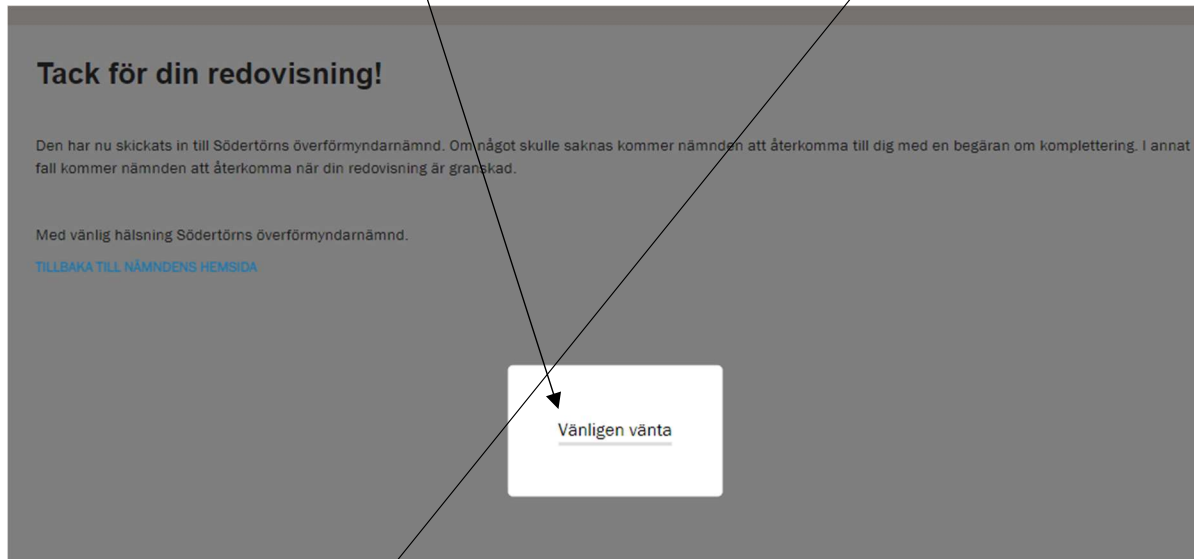 Tack för din redovisning!
Den har nu skickats in till Södertörns överförmyndarnämnd. Om något skulle saknas kommer nämnden att återkomma till dig med en begäran om komplettering. I annat
fall kommer nämnden att återkomma när din redovisning är granskad.
Med vänlig hälsning Södertörns överförmyndarnämnd.
TILLBAKA TILL NÄMNDENS HEMSIDA
Vänligen vänta